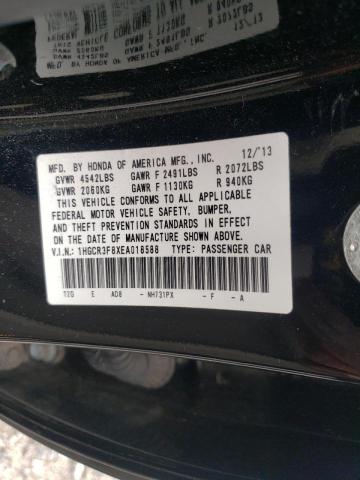 MFD. BY HONDA OF AMERICA MFG., INC. 12/13
GVWR 4542LBS GAWR F 2491LBS R 2072LBS
GVWR 2060KG GAWR F 1130KG R 940KG
THIS VEHICLE CONFORMS TO ALL APPLICABLE
FEDERAL MOTOR VEHICLE SAFETY, BUMPER,
AND THEFT PREVENTION STANDARDS IN EFFECT ON
THE DATE OF MANUFACTURE SHOWN ABOVE.
V.I.N.: 1HGCR3F8XEA018588 TYPE: PASSENGER CAR
T2G E AD8 - NH731PX - F - A